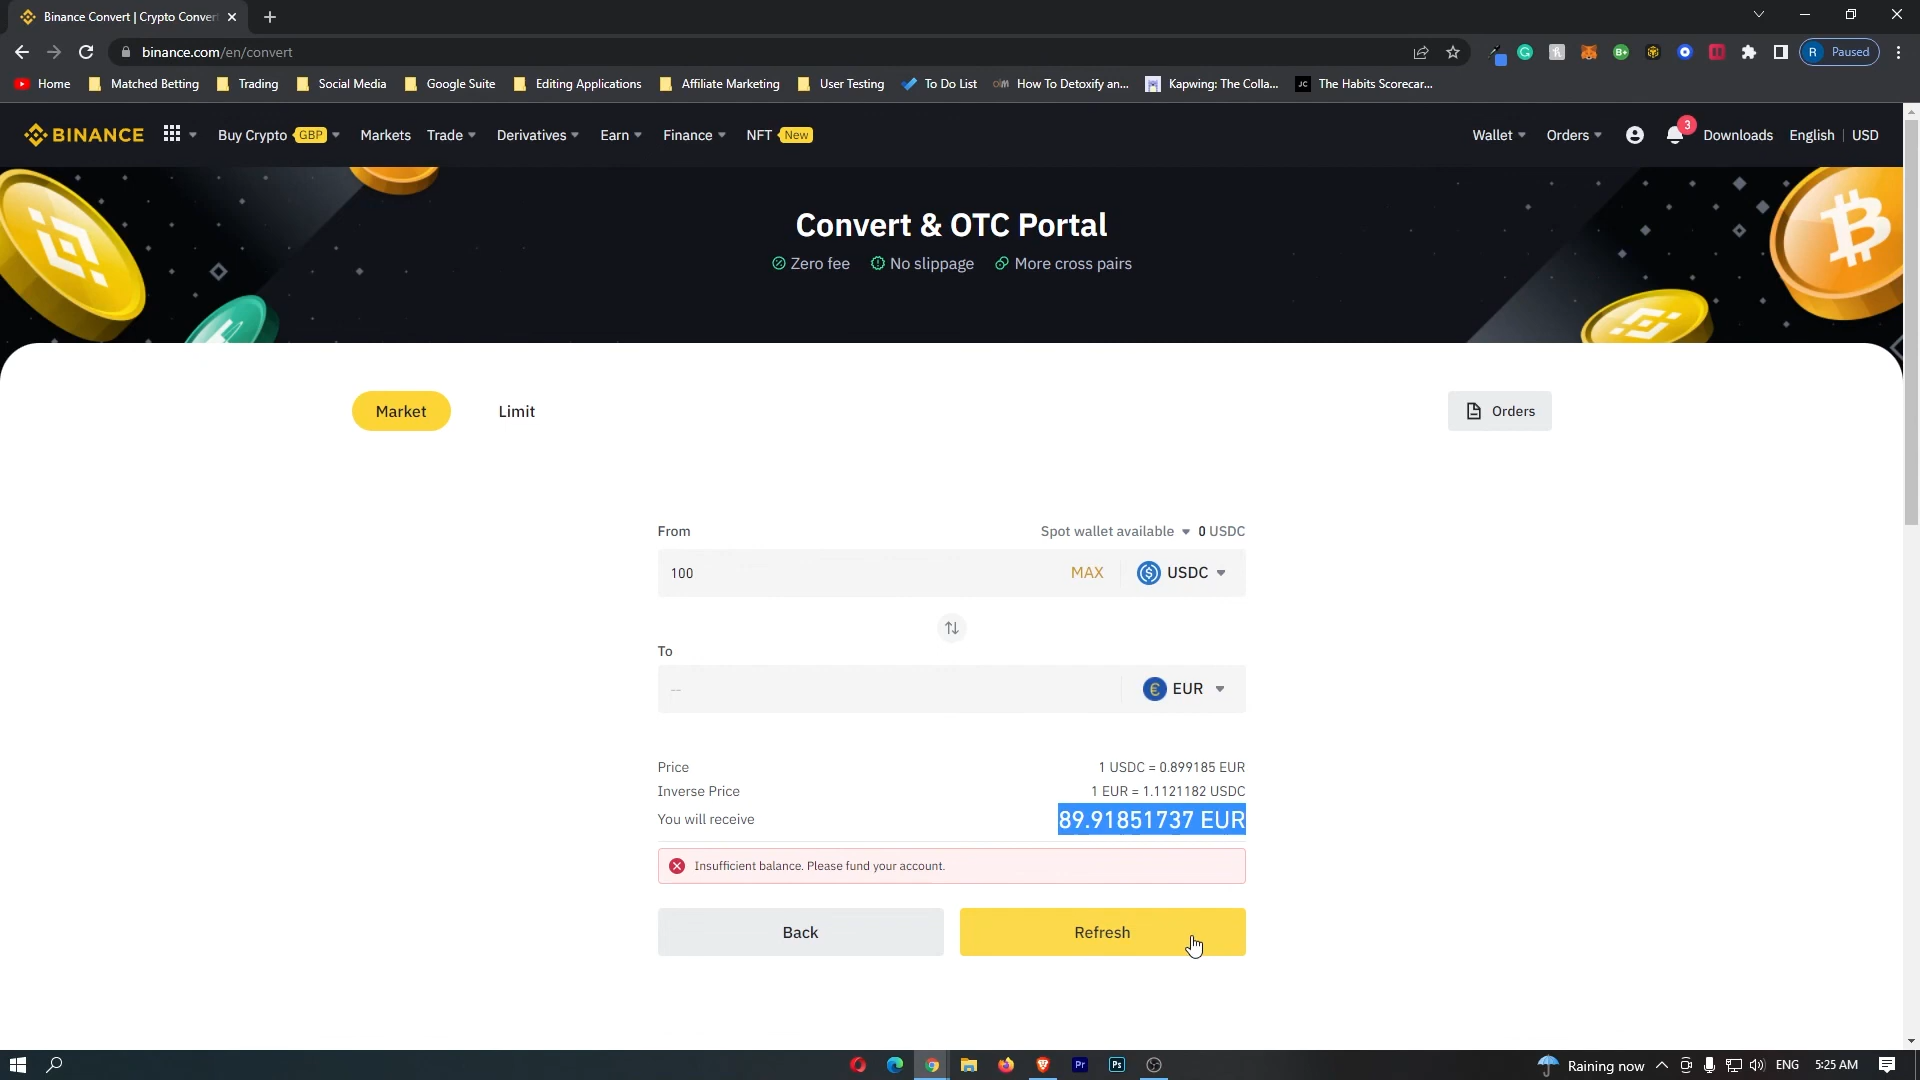 Binance Convert | Crypto Conver
binance.com/en/convert
R Paused
Home Matched Betting Trading Social Media Google Suite Editing Applications Affiliate Marketing User Testing To Do List How To Detoxify an... Kapwing: The Colla... JC The Habits Scorecar...
BINANCE Buy Crypto GBP Markets Trade Derivatives Earn Finance NFT New Wallet Orders 3 Downloads English USD
Convert & OTC Portal
Zero fee No slippage More cross pairs
Market Limit Orders
From Spot wallet available 0 USDC
100 MAX USDC
To
-- EUR
Price 1 USDC = 0.899185 EUR
Inverse Price 1 EUR = 1.1121182 USDC
You will receive 89.91851737 EUR
Insufficient balance. Please fund your account.
Back Refresh
Pr Ps Raining now ENG 5:25 AM